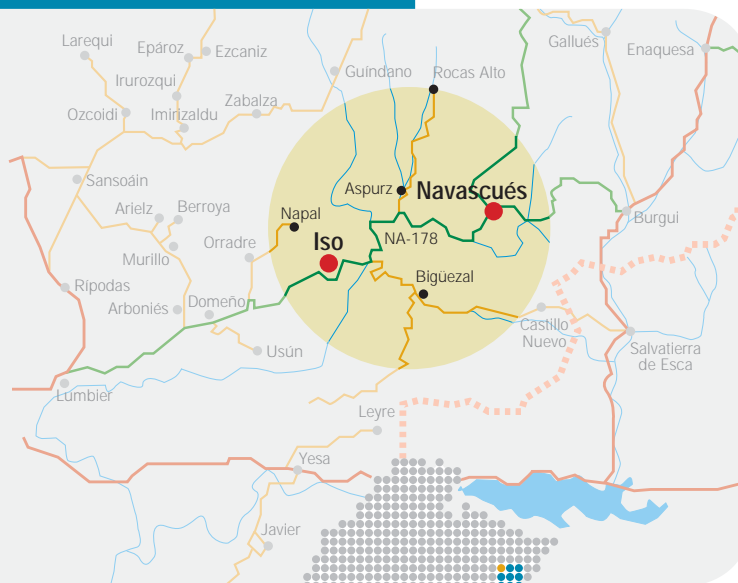 Larequi
Epároz
Ezcaniz
Gallués
Enaquesa
Irurozqui
Guíndano
Rocas Alto
Ozcoidi
Imirizaldu
Zabalza
Sansoáin
Aspurz
Navascués
Arielz
Berroya
Napal
Burgui
Iso
NA-178
Murillo
Orradre
Rípodas
Bigüezal
Arboniés
Domeño
Castillo
Nuevo
Usún
Salvatierra
de Esca
Lumbier
Leyre
Yesa
Javier